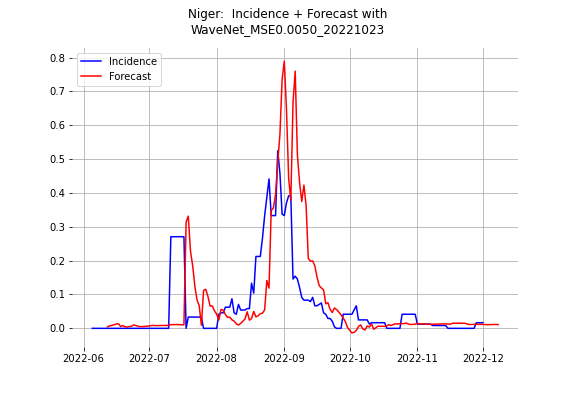 Niger:  Incidence + Forecast with
WaveNet_MSE0.0050_20221023
Incidence
Forecast
0.8
0.7
0.6
0.5
0.4
0.3
0.2
0.1
0.0
2022-06 2022-07 2022-08 2022-09 2022-10 2022-11 2022-12